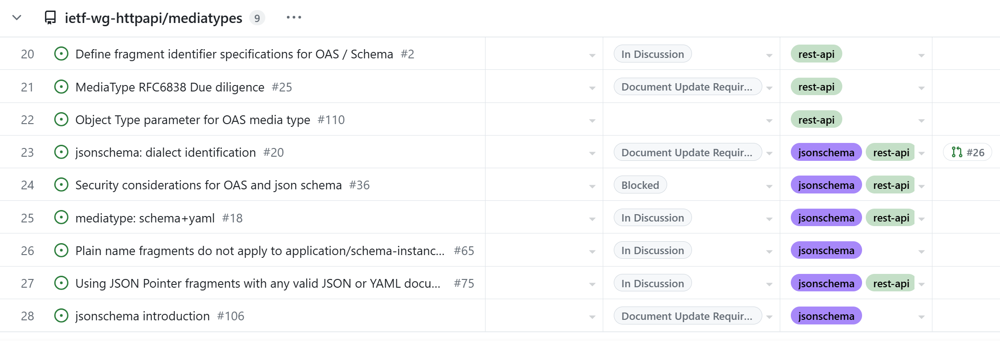 ietf-wg-httpapi/mediatypes 9 ...
20 Define fragment identifier specifications for OAS / Schema #2 In Discussion rest-api
21 MediaType RFC6838 Due diligence #25 Document Update Requir... rest-api
22 Object Type parameter for OAS media type #110 rest-api
23 jsonschema: dialect identification #20 Document Update Requir... jsonschema rest-api #26
24 Security considerations for OAS and json schema #36 Blocked jsonschema rest-api
25 mediatype: schema+yaml #18 In Discussion jsonschema rest-api
26 Plain name fragments do not apply to application/schema-instanc... #65 In Discussion jsonschema
27 Using JSON Pointer fragments with any valid JSON or YAML docu... #75 In Discussion jsonschema rest-api
28 jsonschema introduction #106 Document Update Requir... jsonschema